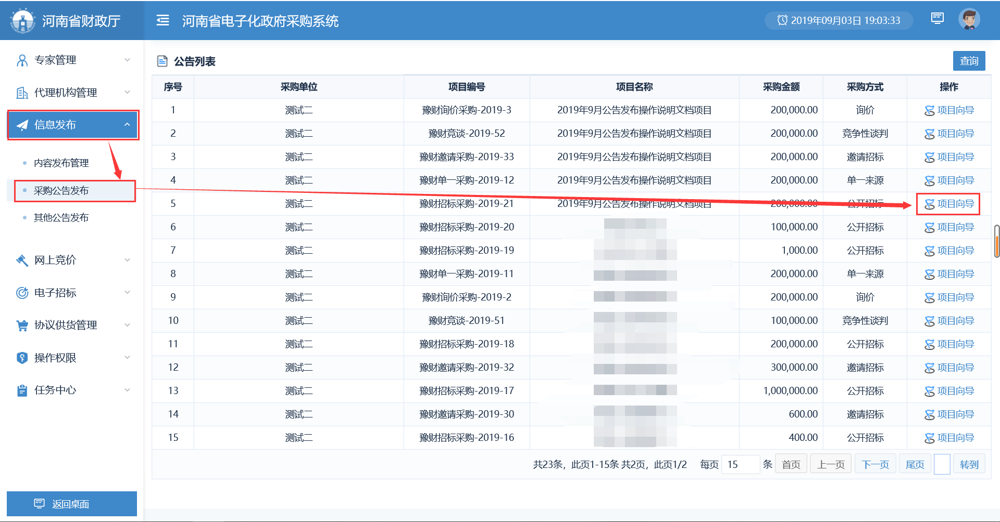 河南省财政厅
河南省电子化政府采购系统
2019年09月03日 19:03:33
专家管理
代理机构管理
信息发布
内容发布管理
采购公告发布
其他公告发布
网上竞价
电子招标
协议供货管理
操作权限
任务中心
返回桌面
公告列表
查询
序号 采购单位 项目编号 项目名称 采购金额 采购方式 操作
1 测试二 豫财询价采购-2019-3 2019年9月公告发布操作说明文档项目 200,000.00 询价 项目向导
2 测试二 豫财竞谈-2019-52 2019年9月公告发布操作说明文档项目 200,000.00 竞争性谈判 项目向导
3 测试二 豫财邀请采购-2019-33 2019年9月公告发布操作说明文档项目 200,000.00 邀请招标 项目向导
4 测试二 豫财单一采购-2019-12 2019年9月公告发布操作说明文档项目 200,000.00 单一来源 项目向导
5 测试二 豫财招标采购-2019-21 2019年9月公告发布操作说明文档项目 200,000.00 公开招标 项目向导
6 测试二 豫财招标采购-2019-20 100,000.00 公开招标 项目向导
7 测试二 豫财招标采购-2019-19 1,000.00 公开招标 项目向导
8 测试二 豫财单一采购-2019-11 200,000.00 单一来源 项目向导
9 测试二 豫财询价采购-2019-2 200,000.00 询价 项目向导
10 测试二 豫财竞谈-2019-51 100,000.00 竞争性谈判 项目向导
11 测试二 豫财招标采购-2019-18 200,000.00 公开招标 项目向导
12 测试二 豫财邀请采购-2019-32 300,000.00 邀请招标 项目向导
13 测试二 豫财招标采购-2019-17 1,000,000.00 公开招标 项目向导
14 测试二 豫财邀请采购-2019-30 600.00 邀请招标 项目向导
15 测试二 豫财招标采购-2019-16 400.00 公开招标 项目向导
共23条，此页1-15条 共2页，此页1/2 每页 15 条 首页 上一页 下一页 尾页 转到